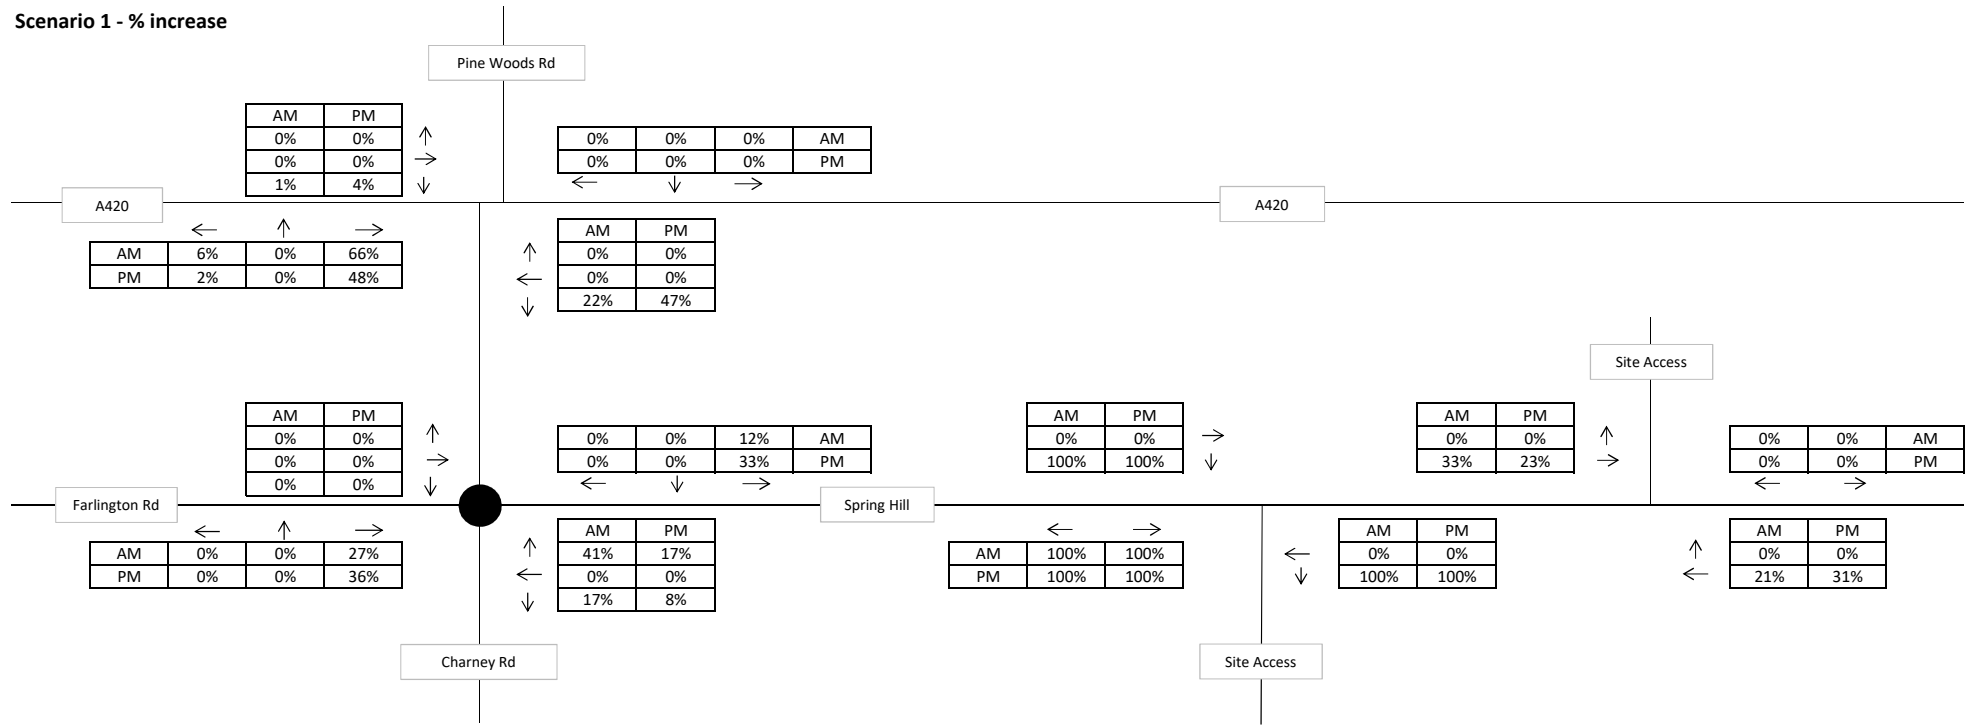 Scenario 1 - % increase
Pine Woods Rd
AM PM
0% 0%
0% 0%
1% 4%
0% 0% 0% AM
0% 0% 0% PM
A420
A420
AM 6% 0% 66%
PM 2% 0% 48%
AM PM
0% 0%
0% 0%
22% 47%
Site Access
AM PM
0% 0%
0% 0%
0% 0%
0% 0% 12% AM
0% 0% 33% PM
AM PM
0% 0%
100% 100%
AM PM
0% 0%
33% 23%
0% 0% AM
0% 0% PM
Farlington Rd
Spring Hill
AM 0% 0% 27%
PM 0% 0% 36%
AM PM
41% 17%
0% 0%
17% 8%
AM 100% 100%
PM 100% 100%
AM PM
0% 0%
100% 100%
AM PM
0% 0%
21% 31%
Charney Rd
Site Access